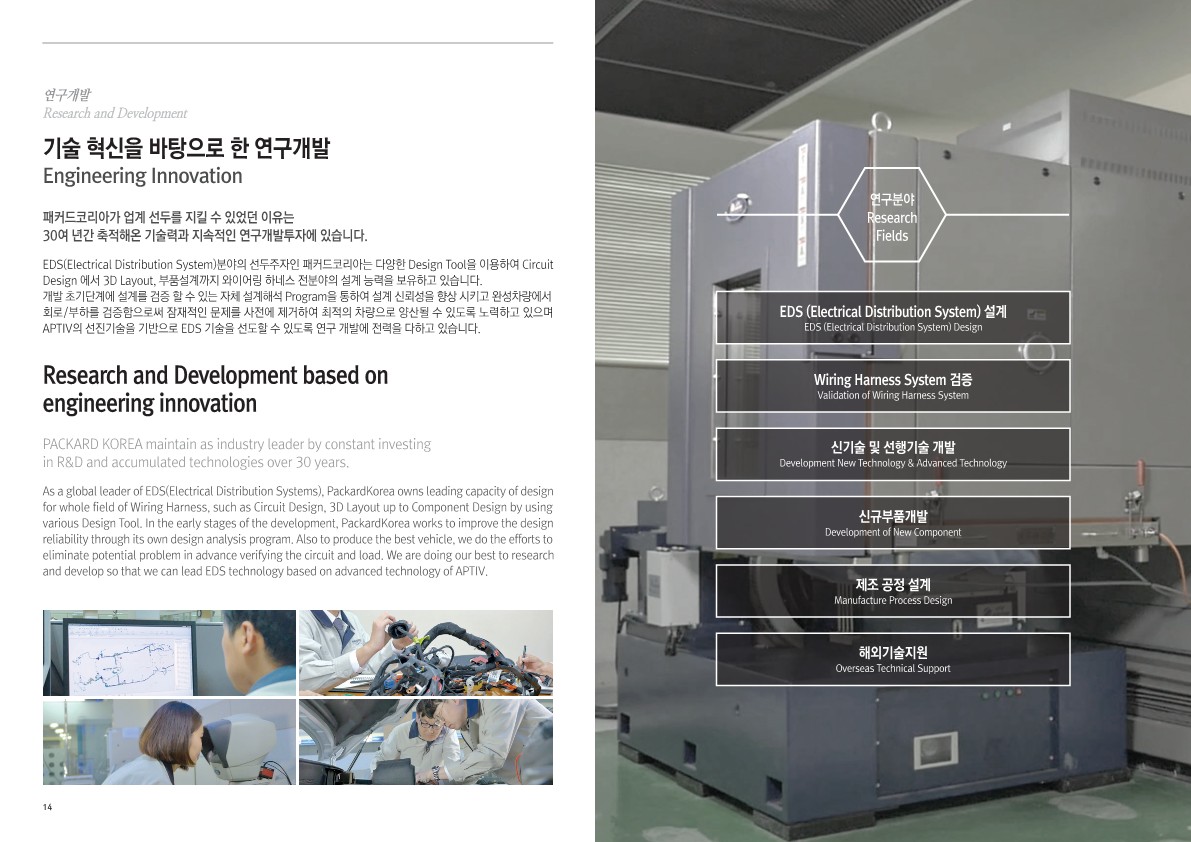 연구개발
Research and Development
기술 혁신을 바탕으로 한 연구개발
Engineering Innovation
패커드코리아가 업계 선두를 지킬 수 있었던 이유는
30여 년간 축적해온 기술력과 지속적인 연구개발투자에 있습니다.
EDS(Electrical Distribution System)분야의 선두주자인 패커드코리아는 다양한 Design Tool을 이용하여 Circuit
Design 에서 3D Layout, 부품설계까지 와이어링 하네스 전분야의 설계 능력을 보유하고 있습니다.
개발 초기단계에 설계를 검증 할 수 있는 자체 설계해석 Program을 통하여 설계 신뢰성을 향상 시키고 완성차량에서
회로/부하를 검증함으로써 잠재적인 문제를 사전에 제거하여 최적의 차량으로 양산될 수 있도록 노력하고 있으며
APTIV의 선진기술을 기반으로 EDS 기술을 선도할 수 있도록 연구 개발에 전력을 다하고 있습니다.
Research and Development based on
engineering innovation
PACKARD KOREA maintain as industry leader by constant investing
in R&D and accumulated technologies over 30 years.
As a global leader of EDS(Electrical Distribution Systems), PackardKorea owns leading capacity of design
for whole field of Wiring Harness, such as Circuit Design, 3D Layout up to Component Design by using
various Design Tool. In the early stages of the development, PackardKorea works to improve the design
reliability through its own design analysis program. Also to produce the best vehicle, we do the efforts to
eliminate potential problem in advance verifying the circuit and load. We are doing our best to research
and develop so that we can lead EDS technology based on advanced technology of APTIV.
14
연구분야
Research
Fields
EDS (Electrical Distribution System) 설계
EDS (Electrical Distribution System) Design
Wiring Harness System 검증
Validation of Wiring Harness System
신기술 및 선행기술 개발
Development New Technology & Advanced Technology
신규부품개발
Development of New Component
제조 공정 설계
Manufacture Process Design
해외기술지원
Overseas Technical Support